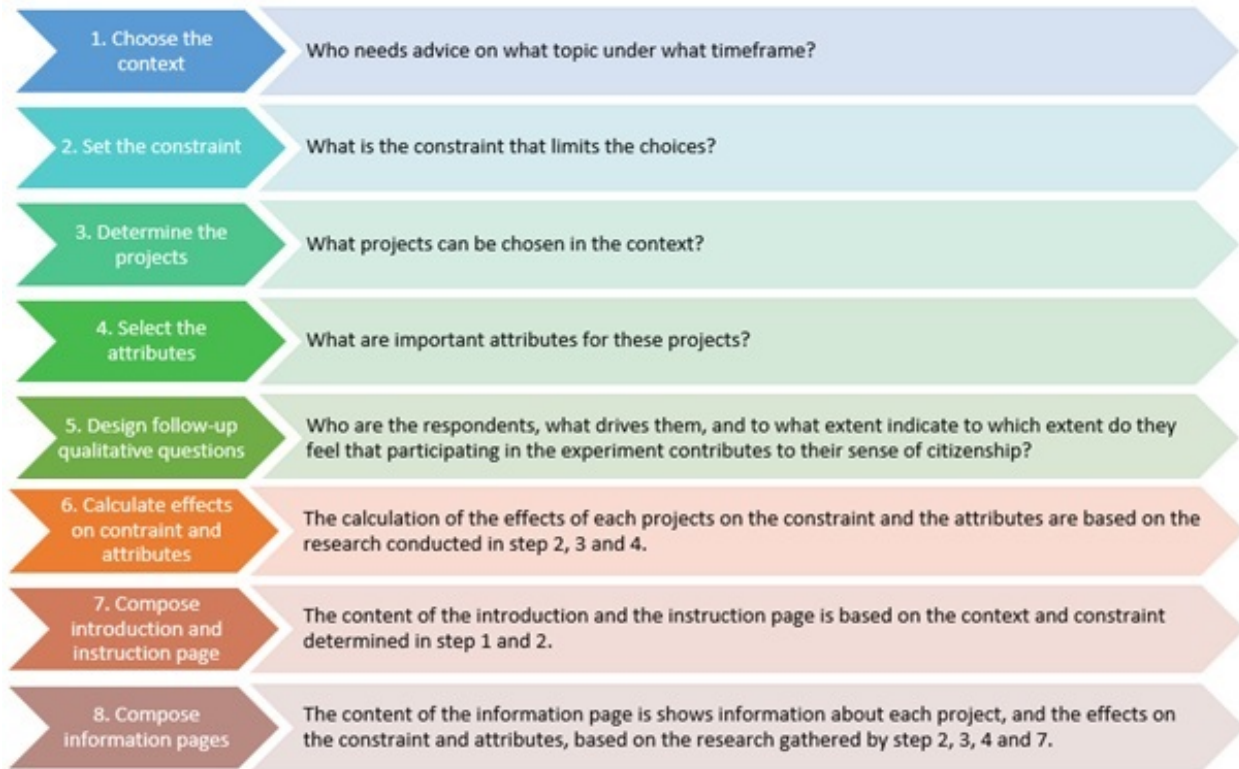 1. Choose the
context
Who needs advice on what topic under what timeframe?
2. Set the constraint
What is the constraint that limits the choices?
3. Determine the
projects
What projects can be chosen in the context?
4. Select the
attributes
What are important attributes for these projects?
5. Design follow-up
qualitative questions
Who are the respondents, what drives them, and to what extent indicate to which extent do they
feel that participating in the experiment contributes to their sense of citizenship?
6. Calculate effects
on contraint and
attributes
The calculation of the effects of each projects on the constraint and the attributes are based on the
research conducted in step 2, 3 and 4.
7. Compose
introduction and
instruction page
The content of the introduction and the instruction page is based on the context and constraint
determined in step 1 and 2.
8. Compose
information pages
The content of the information page is shows information about each project, and the effects on
the constraint and attributes, based on the research gathered by step 2, 3, 4 and 7.